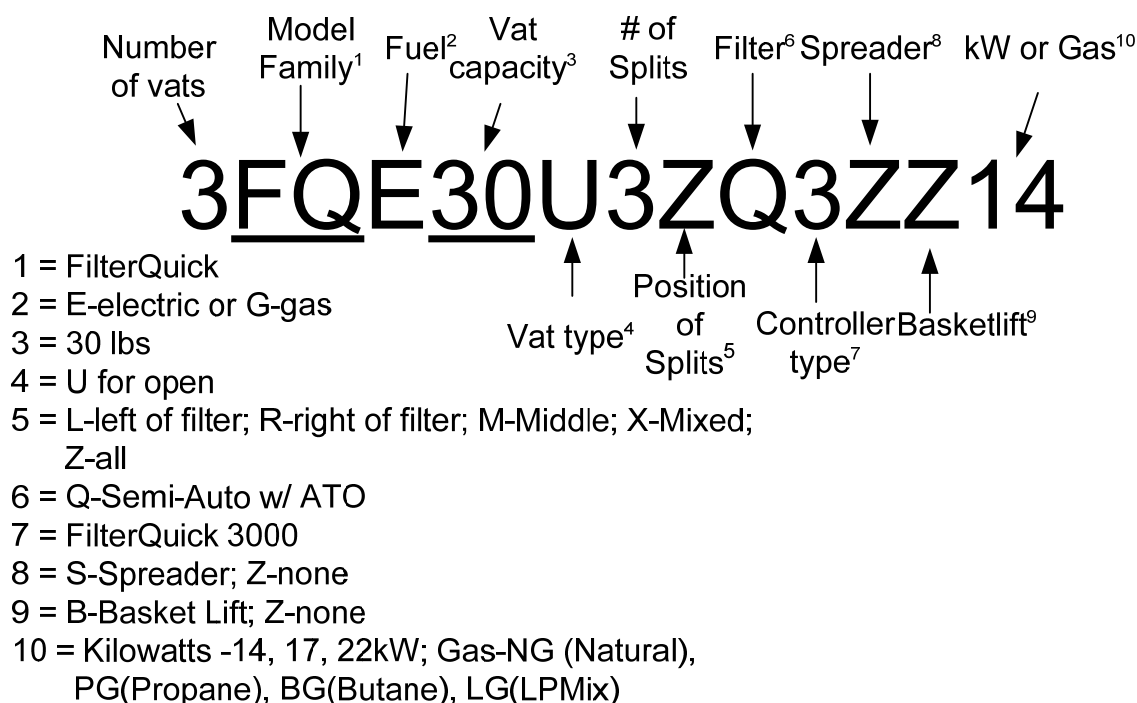 Number
of vats
Model
Family1
Fuel2
Vat
capacity3
# of
Splits
Filter6
Spreader8
kW or Gas10
3FQE30U3ZQ3ZZ14
Vat type4
Position
of
Splits5
Controller
type7
Basketlift9
1 = FilterQuick
2 = E-electric or G-gas
3 = 30 lbs
4 = U for open
5 = L-left of filter; R-right of filter; M-Middle; X-Mixed;
Z-all
6 = Q-Semi-Auto w/ ATO
7 = FilterQuick 3000
8 = S-Spreader; Z-none
9 = B-Basket Lift; Z-none
10 = Kilowatts -14, 17, 22kW; Gas-NG (Natural),
PG(Propane), BG(Butane), LG(LPMix)